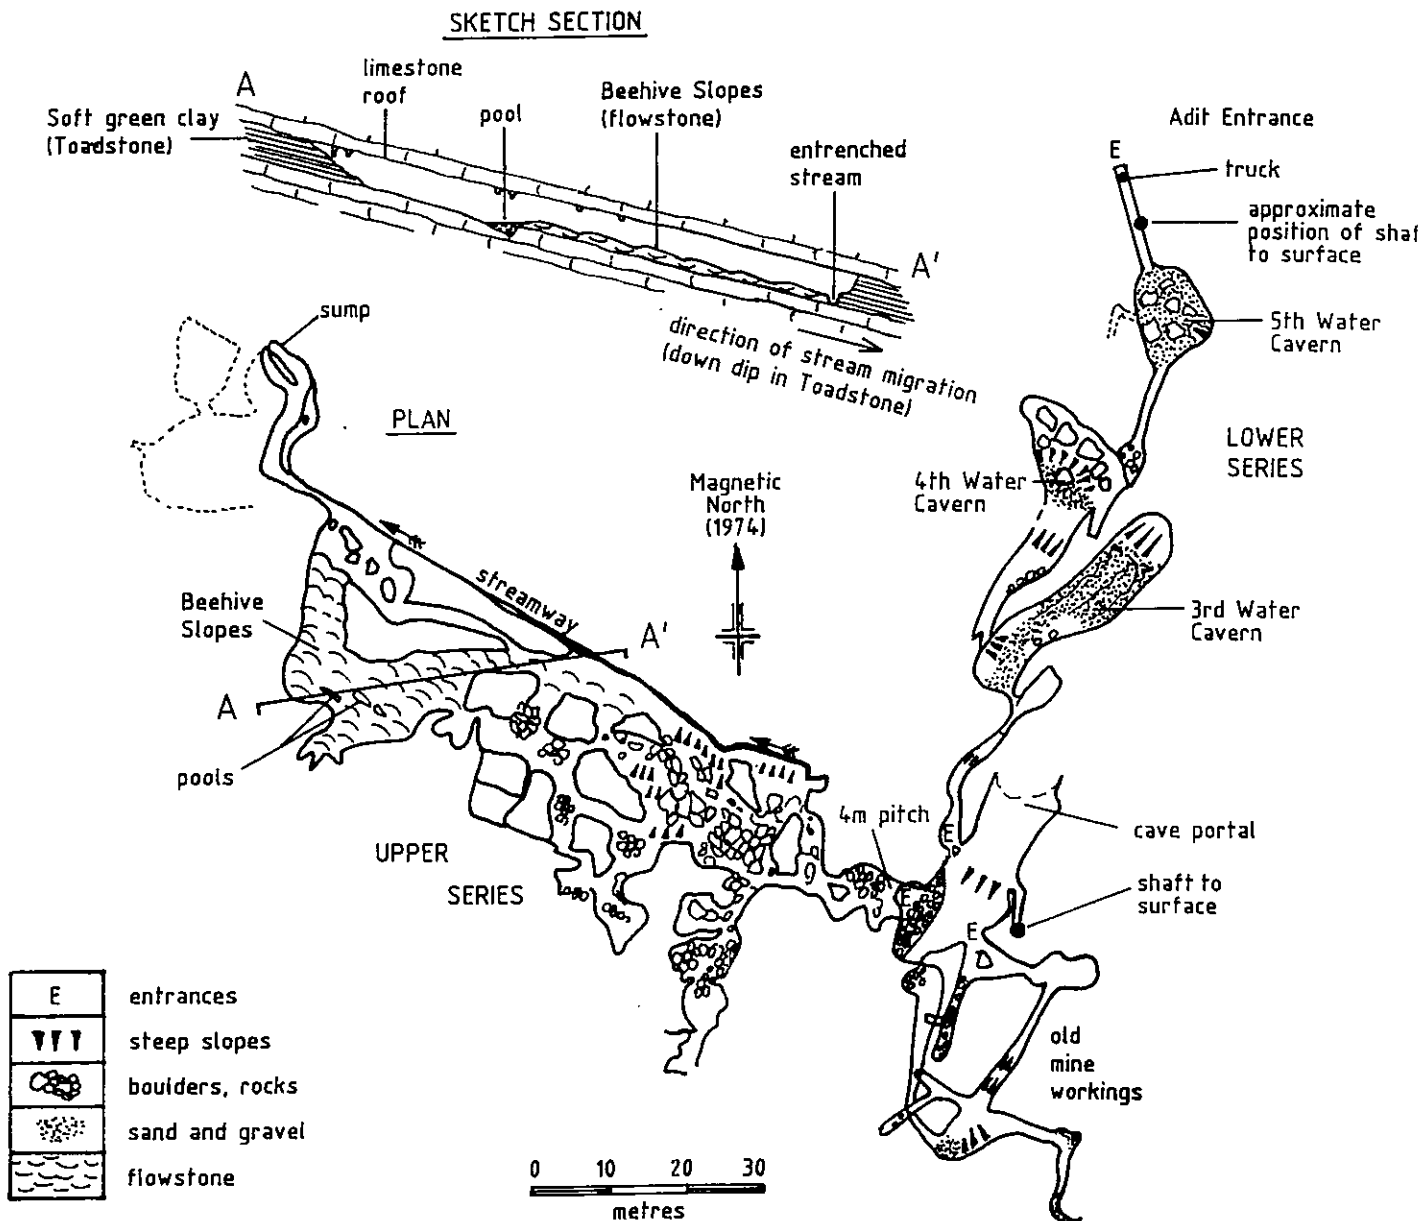 SKETCH SECTION
A
limestone
roof
Soft green clay
(Toadstone)
pool
Beehive Slopes
(flowstone)
entrenched
stream
A'
direction of stream migration
(down dip in Toadstone)
Adit Entrance
E
truck
approximate
position of shaf
to surface
5th Water
Cavern
LOWER
SERIES
4th Water
Cavern
3rd Water
Cavern
sump
PLAN
Magnetic
North
(1974)
streamway
Beehive
Slopes
A'
A
pools
UPPER
SERIES
4m pitch
E
E
E
cave portal
shaft to
surface
old
mine
workings
E entrances
steep slopes
boulders, rocks
sand and gravel
flowstone
0 10 20 30
metres